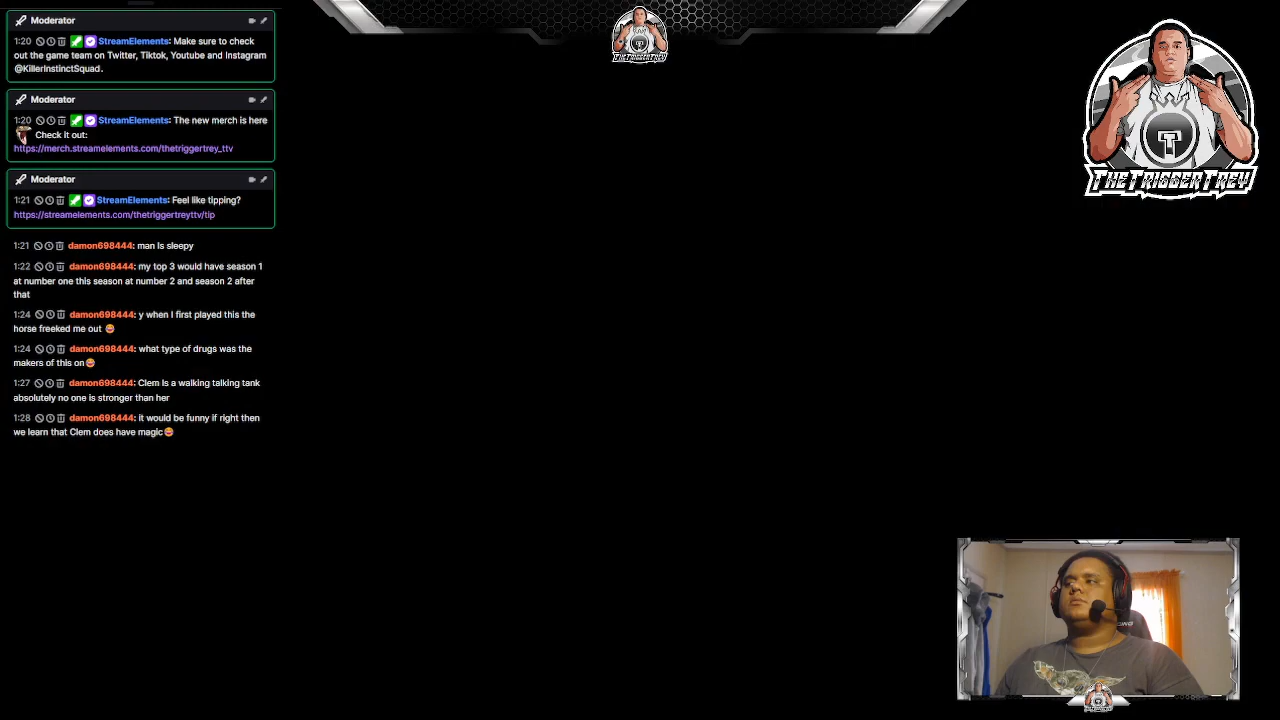 Moderator
1:20 StreamElements: Make sure to check
out the game team on Twitter, Tiktok, Youtube and Instagram
@KillerInstinctSquad.
Moderator
1:20 StreamElements: The new merch is here
Check it out:
https://merch.streamelements.com/thetriggertrey_ttv
Moderator
1:21 StreamElements: Feel like tipping?
https://streamelements.com/thetriggertreyttv/tip
1:21 damon698444: man is sleepy
1:22 damon698444: my top 3 would have season 1
at number one this season at number 2 and season 2 after
that
1:24 damon698444: y when I first played this the
horse freeked me out 😂
1:24 damon698444: what type of drugs was the
makers of this on😂
1:27 damon698444: Clem is a walking talking tank
absolutely no one is stronger than her
1:28 damon698444: it would be funny if right then
we learn that Clem does have magic😂
THETRIGGERTREY
T
THETRIGGERTREY